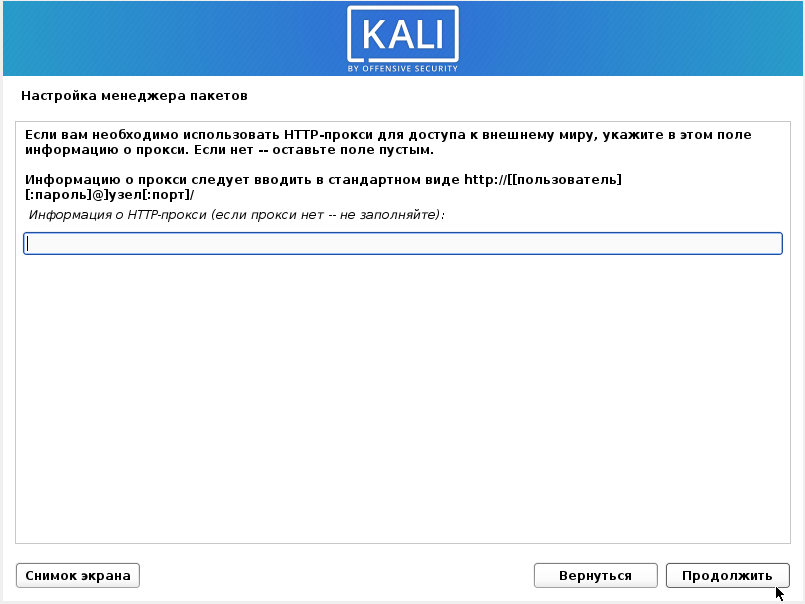 KALI
BY OFFENSIVE SECURITY
Настройка менеджера пакетов
Если вам необходимо использовать HTTP-прокси для доступа к внешнему миру, укажите в этом поле
информацию о прокси. Если нет -- оставьте поле пустым.
Информацию о прокси следует вводить в стандартном виде http://[[пользователь]
[:пароль]@]узел[:порт]/
Информация о HTTP-прокси (если прокси нет -- не заполняйте):
Снимок экрана
Вернуться
Продолжить